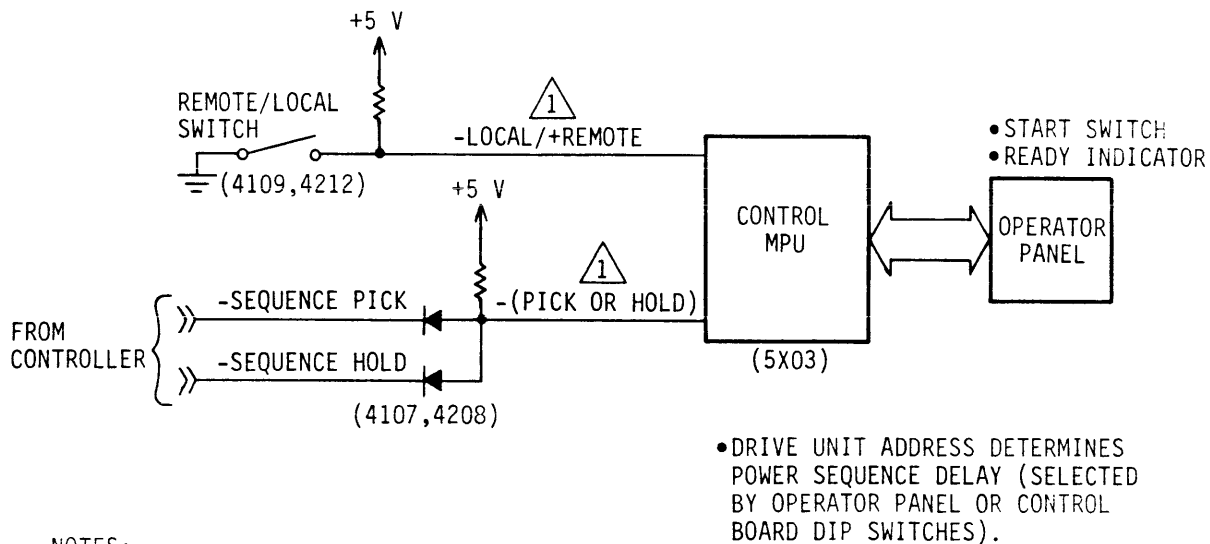 +5 V
REMOTE/LOCAL
SWITCH
(4109,4212)
1
-LOCAL/+REMOTE
+5 V
1
-(PICK OR HOLD)
FROM
CONTROLLER
-SEQUENCE PICK
-SEQUENCE HOLD
(4107,4208)
CONTROL
MPU
(5X03)
•START SWITCH
•READY INDICATOR
OPERATOR
PANEL
•DRIVE UNIT ADDRESS DETERMINES
POWER SEQUENCE DELAY (SELECTED
BY OPERATOR PANEL OR CONTROL
BOARD DIP SWITCHES).
NOTES: